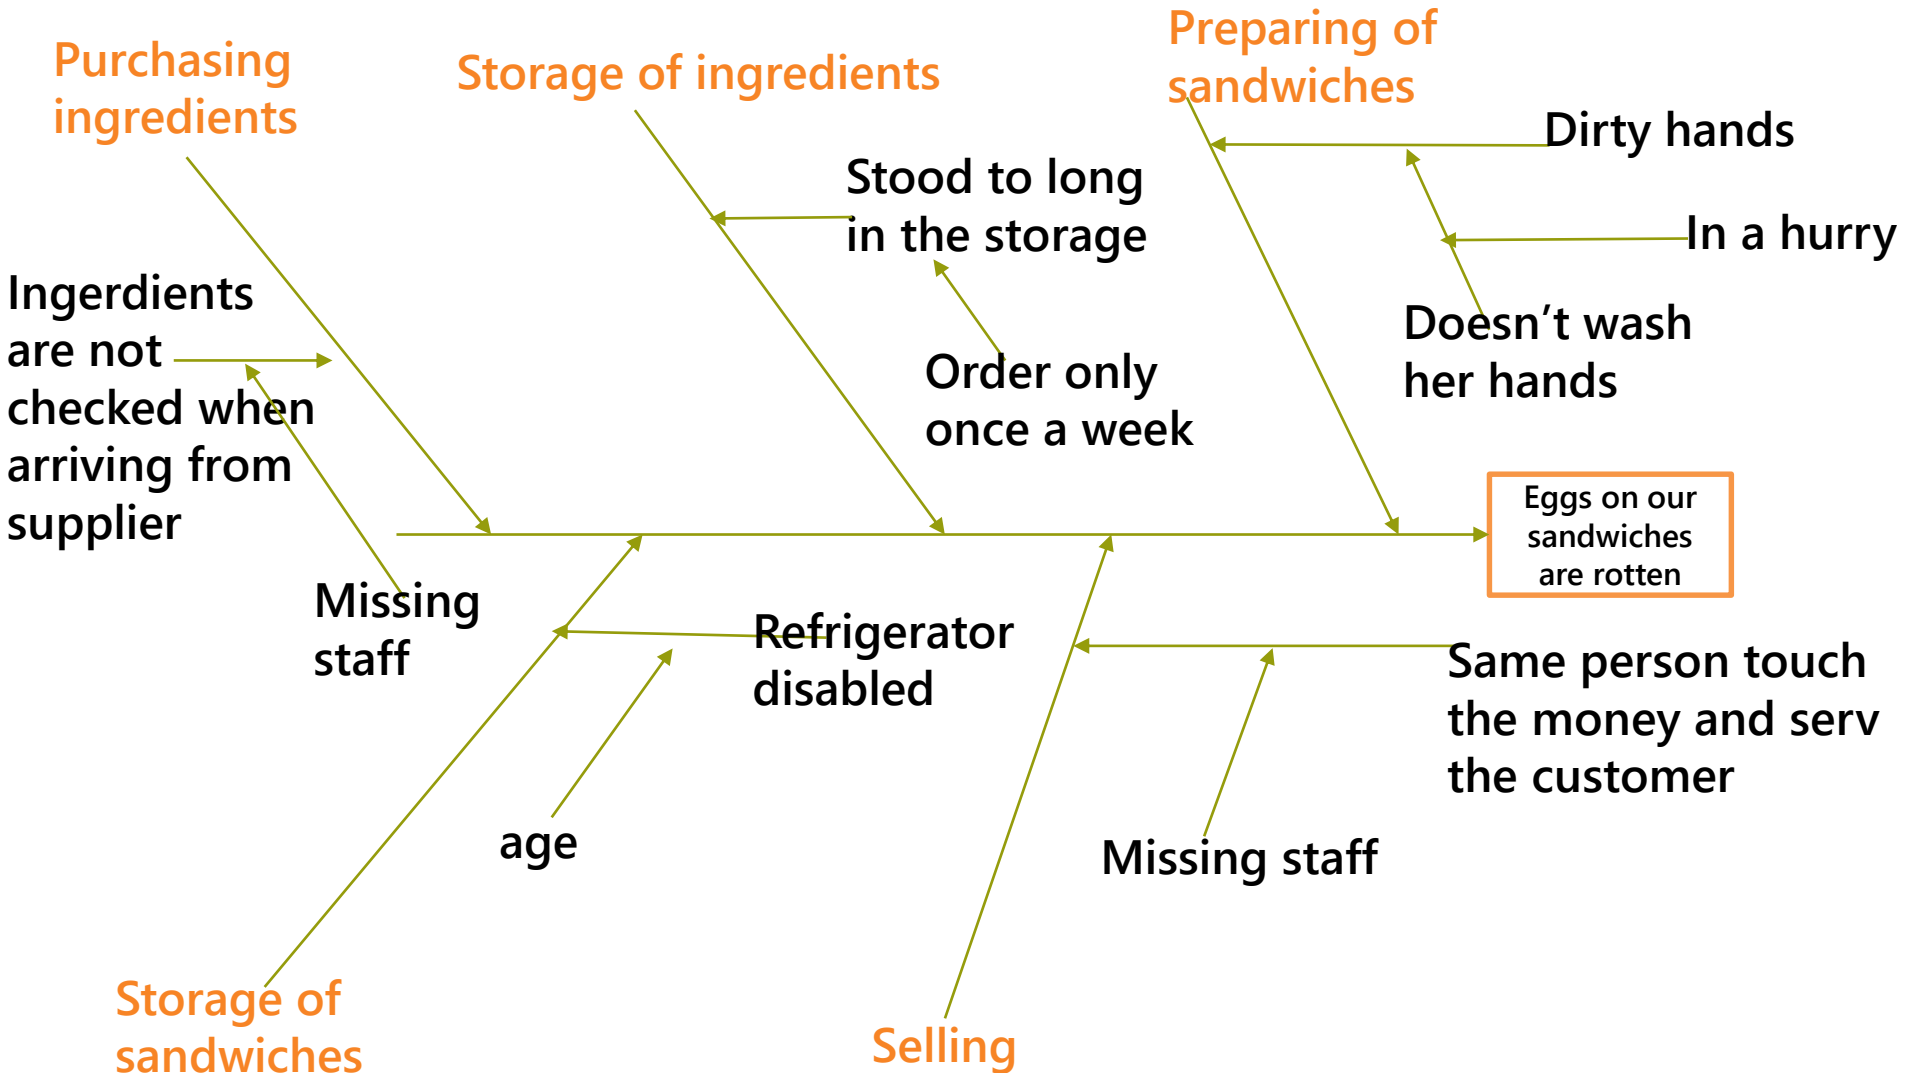 Purchasing
ingredients
Storage of ingredients
Preparing of
sandwiches
Dirty hands
Stood to long
in the storage
In a hurry
Ingerdients
are not
checked when
arriving from
supplier
Order only
once a week
Doesn’t wash
her hands
Eggs on our
sandwiches
are rotten
Missing
staff
Refrigerator
disabled
Same person touch
the money and serv
the customer
age
Missing staff
Storage of
sandwiches
Selling